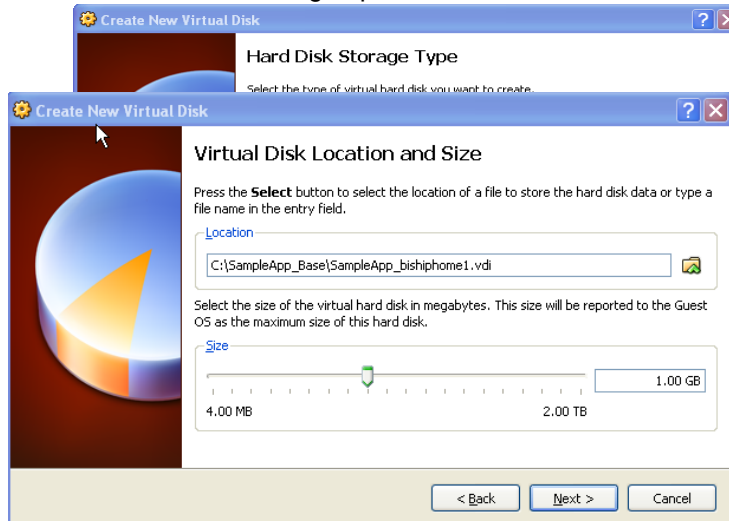 Create New Virtual Disk
Hard Disk Storage Type
Select the type of virtual hard disk you want to create.
Create New Virtual Disk
Virtual Disk Location and Size
Press the Select button to select the location of a file to store the hard disk data or type a
file name in the entry field.
Location
C:\SampleApp_Base\SampleApp_bishiphome1.vdi
Select the size of the virtual hard disk in megabytes. This size will be reported to the Guest
OS as the maximum size of this hard disk.
Size
1.00 GB
4.00 MB 2.00 TB
< Back Next > Cancel